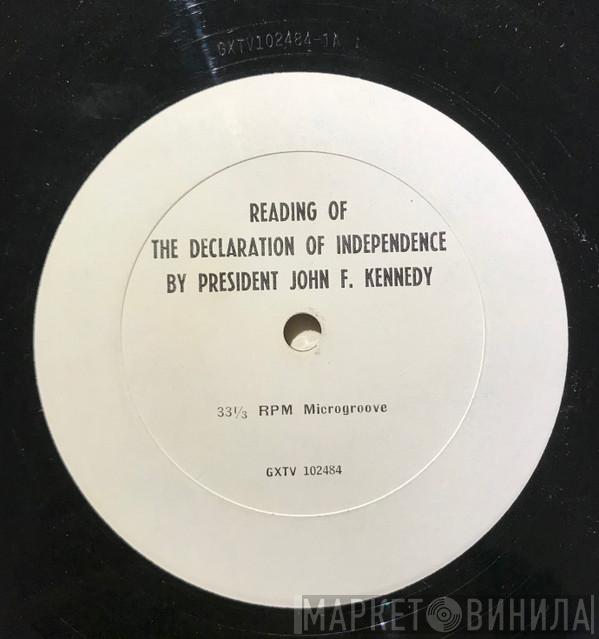 GXTV102484-1A
READING OF
THE DECLARATION OF INDEPENDENCE
BY PRESIDENT JOHN F. KENNEDY
33⅓ RPM Microgroove
GXTV 102484
МАРКЕТ ВИНИЛА